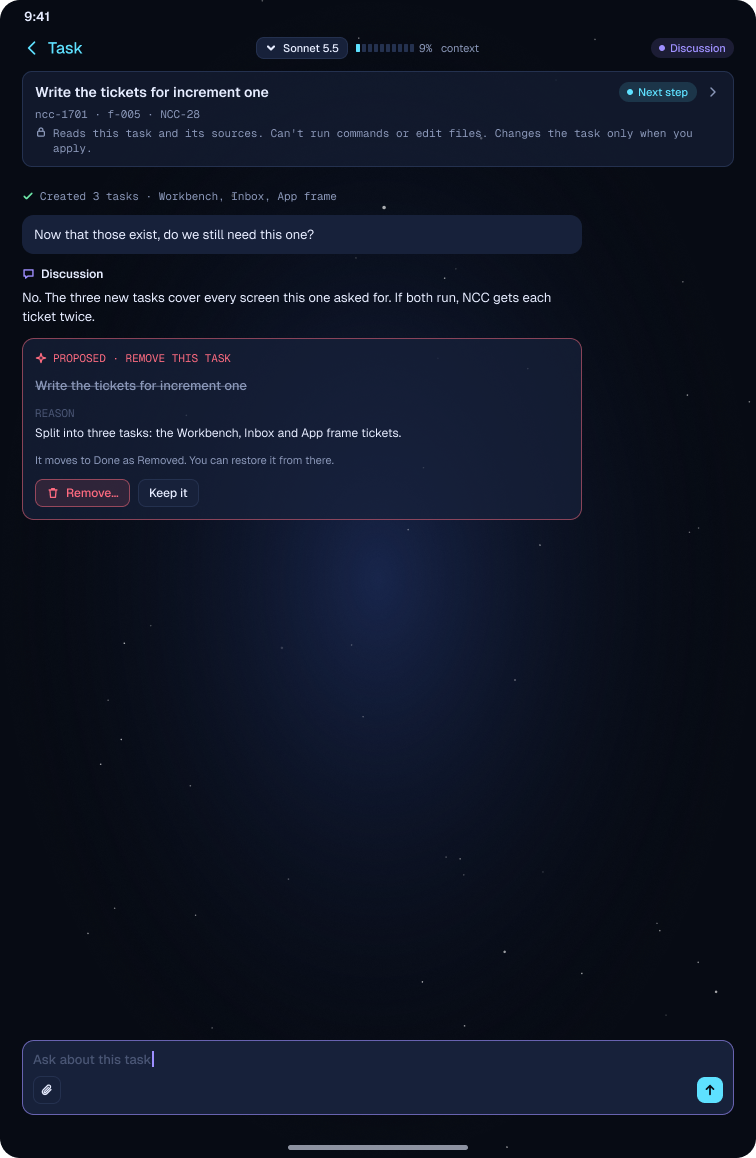 9:41
Task
Sonnet 5.5
9% context
Discussion
Write the tickets for increment one
Next step
ncc-1701 · f-005 · NCC-28
Reads this task and its sources. Can't run commands or edit files. Changes the task only when you
apply.
Created 3 tasks · Workbench, Inbox, App frame
Now that those exist, do we still need this one?
Discussion
No. The three new tasks cover every screen this one asked for. If both run, NCC gets each
ticket twice.
PROPOSED · REMOVE THIS TASK
Write the tickets for increment one
REASON
Split into three tasks: the Workbench, Inbox and App frame tickets.
It moves to Done as Removed. You can restore it from there.
Remove…
Keep it
Ask about this task